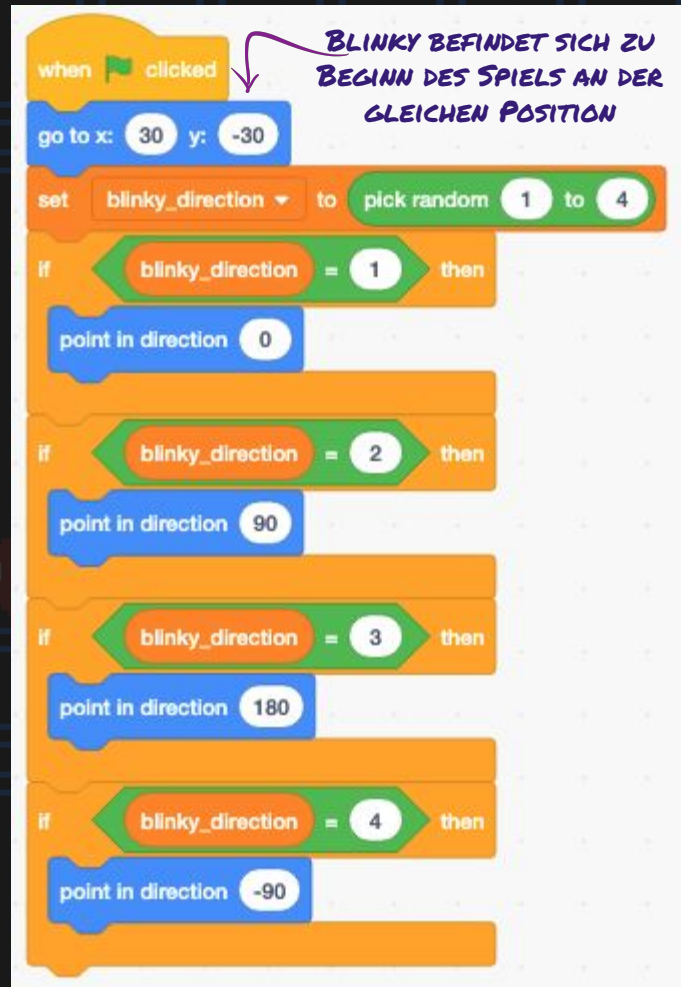 BLINKY BEFINDET SICH ZU
BEGINN DES SPIELS AN DER
GLEICHEN POSITION
when clicked
go to x: 30 y: -30
set blinky_direction to pick random 1 to 4
if blinky_direction = 1 then
point in direction 0
if blinky_direction = 2 then
point in direction 90
if blinky_direction = 3 then
point in direction 180
if blinky_direction = 4 then
point in direction -90